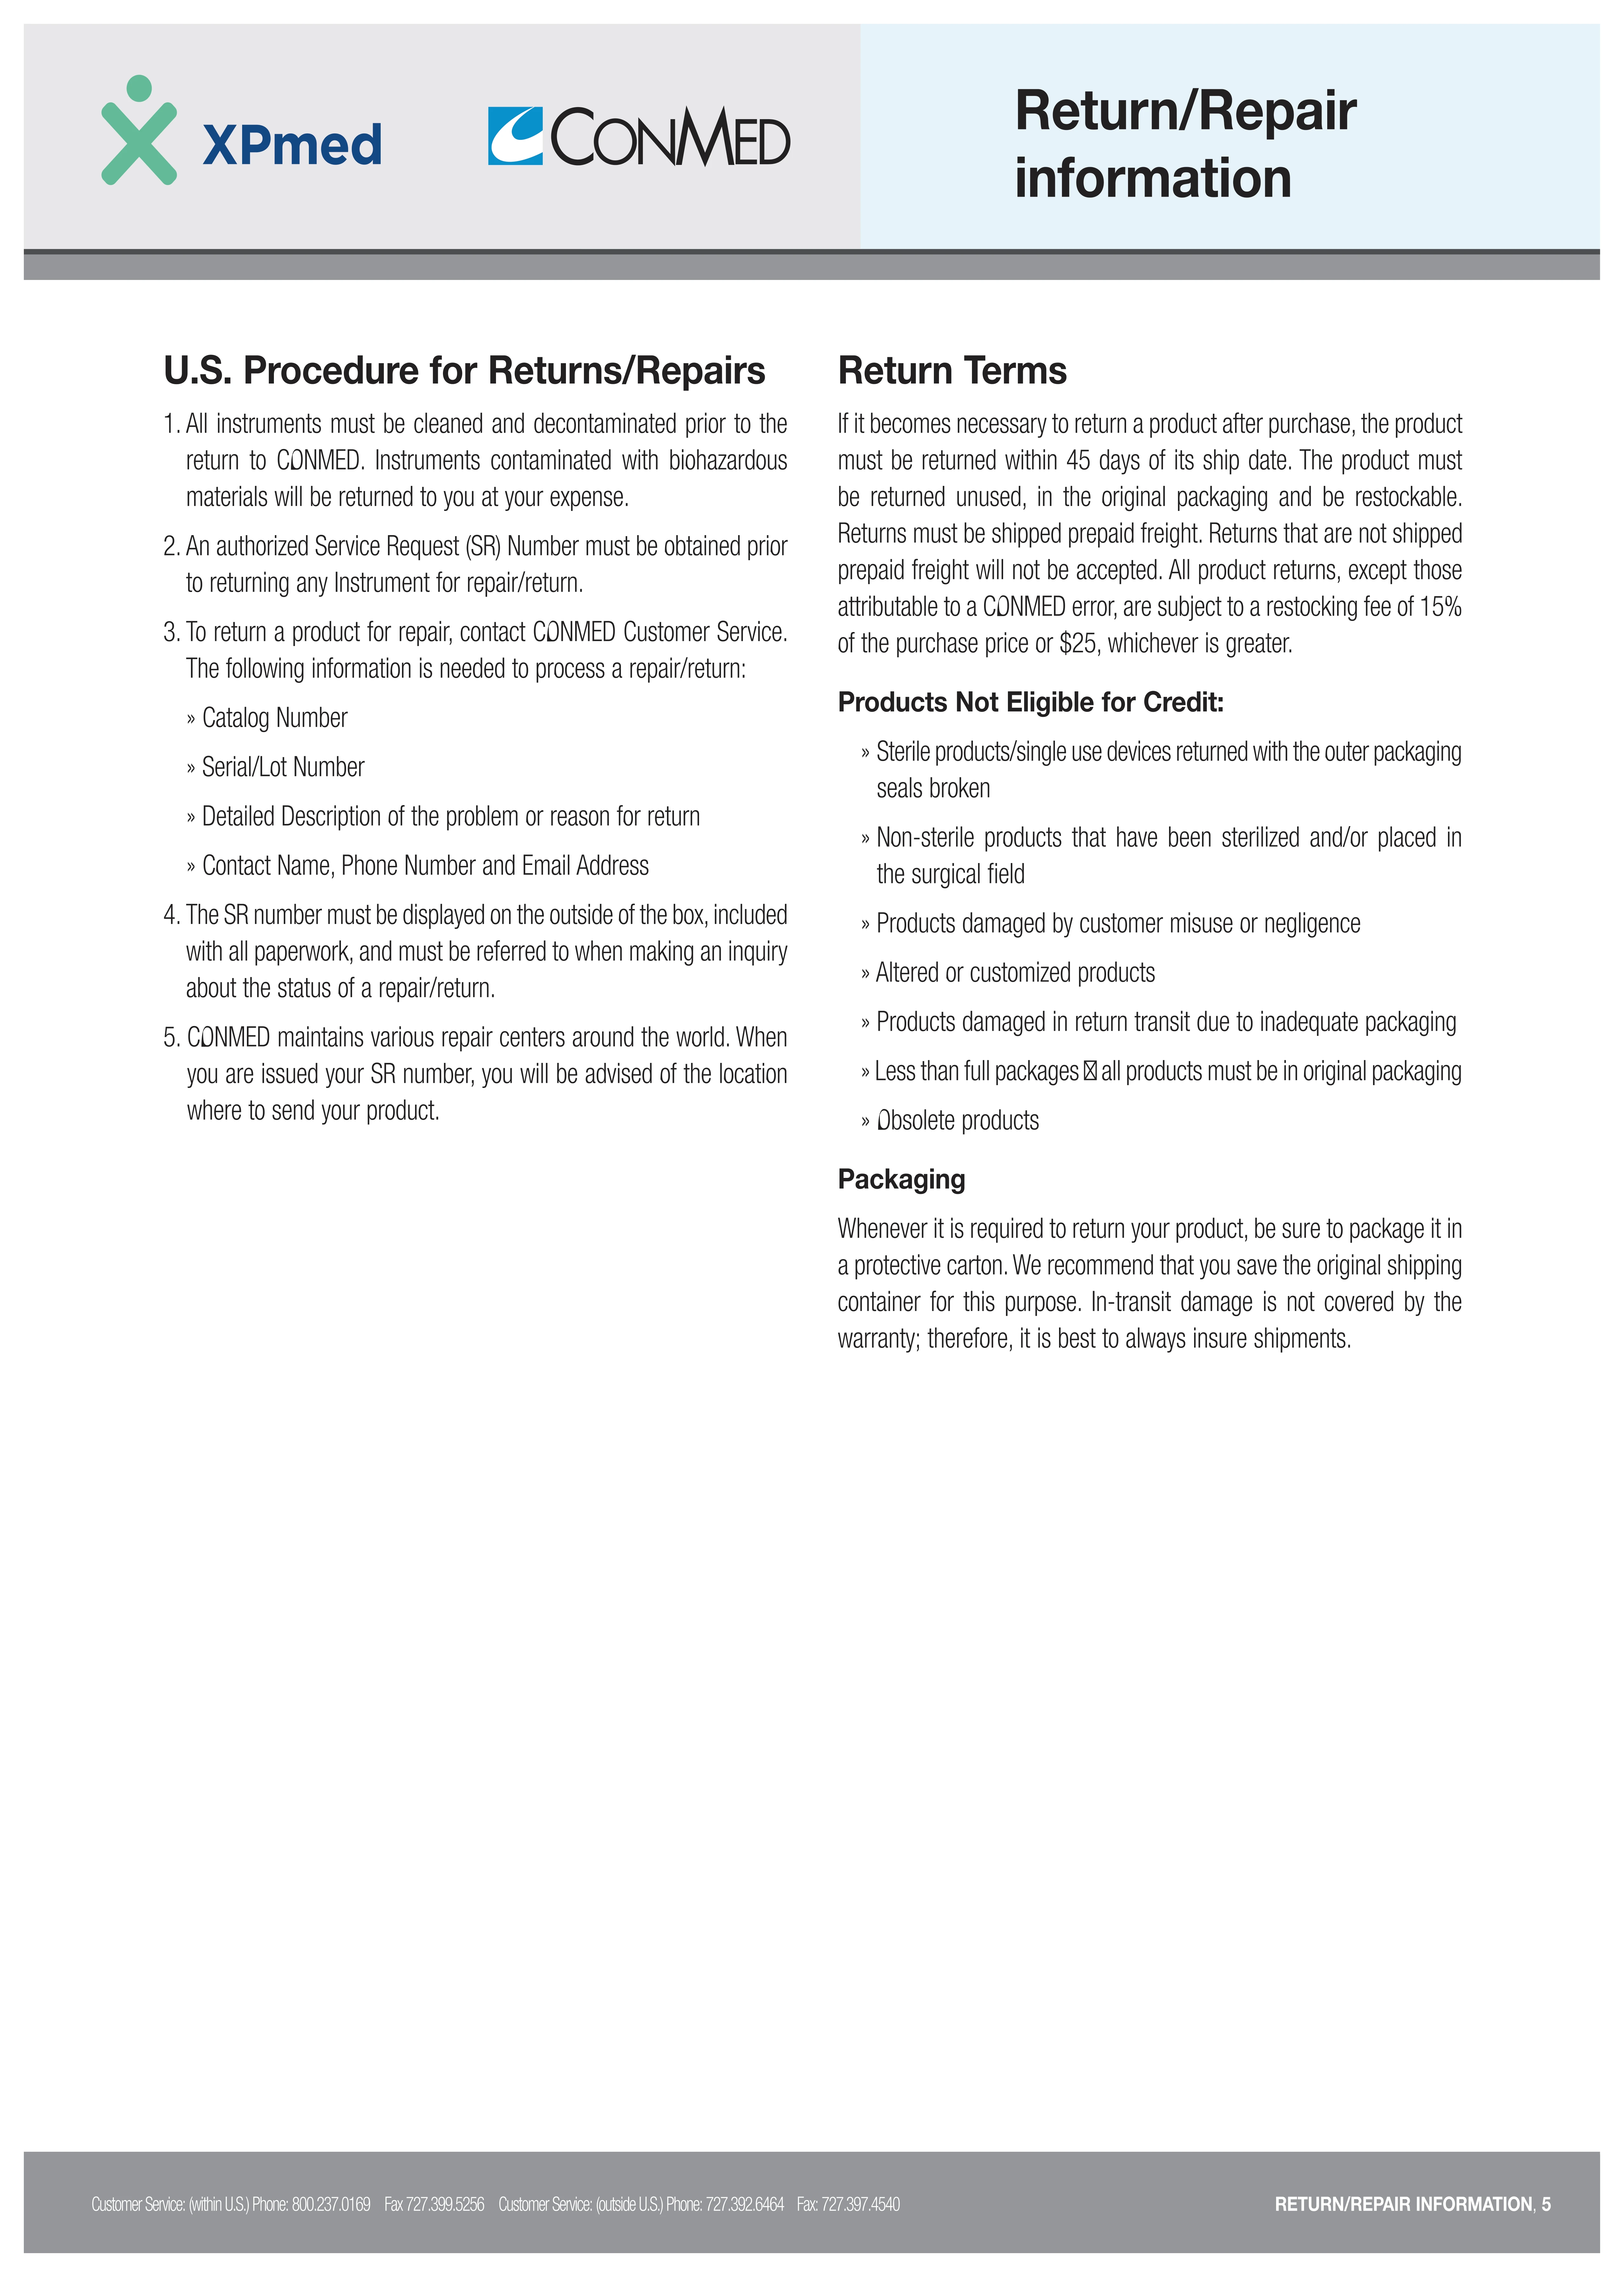 XPmed
CONMED
Return/Repair
information
U.S. Procedure for Returns/Repairs
1. All instruments must be cleaned and decontaminated prior to the
return to CONMED. Instruments contaminated with biohazardous
materials will be returned to you at your expense.
2. An authorized Service Request (SR) Number must be obtained prior
to returning any Instrument for repair/return.
3. To return a product for repair, contact CONMED Customer Service.
The following information is needed to process a repair/return:
» Catalog Number
» Serial/Lot Number
» Detailed Description of the problem or reason for return
» Contact Name, Phone Number and Email Address
4. The SR number must be displayed on the outside of the box, included
with all paperwork, and must be referred to when making an inquiry
about the status of a repair/return.
5. CONMED maintains various repair centers around the world. When
you are issued your SR number, you will be advised of the location
where to send your product.
Return Terms
If it becomes necessary to return a product after purchase, the product
must be returned within 45 days of its ship date. The product must
be returned unused, in the original packaging and be restockable.
Returns must be shipped prepaid freight. Returns that are not shipped
prepaid freight will not be accepted. All product returns, except those
attributable to a CONMED error, are subject to a restocking fee of 15%
of the purchase price or $25, whichever is greater.
Products Not Eligible for Credit:
» Sterile products/single use devices returned with the outer packaging
seals broken
» Non-sterile products that have been sterilized and/or placed in
the surgical field
» Products damaged by customer misuse or negligence
» Altered or customized products
» Products damaged in return transit due to inadequate packaging
» Less than full packages ☒ all products must be in original packaging
» Obsolete products
Packaging
Whenever it is required to return your product, be sure to package it in
a protective carton. We recommend that you save the original shipping
container for this purpose. In-transit damage is not covered by the
warranty; therefore, it is best to always insure shipments.
Customer Service: (within U.S.) Phone: 800.237.0169 Fax 727.399.5256 Customer Service: (outside U.S.) Phone: 727.392.6464 Fax: 727.397.4540
RETURN/REPAIR INFORMATION, 5